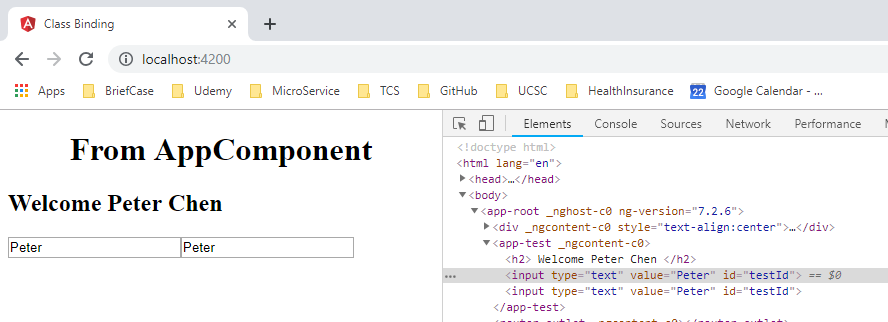 Class Binding
localhost:4200
Apps BriefCase Udemy MicroService TCS GitHub UCSC HealthInsurance 22 Google Calendar - ...
From AppComponent
Welcome Peter Chen
Peter Peter
Elements Console Sources Network Performance
<!doctype html>
<html lang="en">
<head>…</head>
<body>
<app-root _nghost-c0 ng-version="7.2.6">
<div _ngcontent-c0 style="text-align:center">…</div>
<app-test _ngcontent-c0>
<h2> Welcome Peter Chen </h2>
<input type="text" value="Peter" id="testId"> == $0
<input type="text" value="Peter" id="testId">
</app-test>